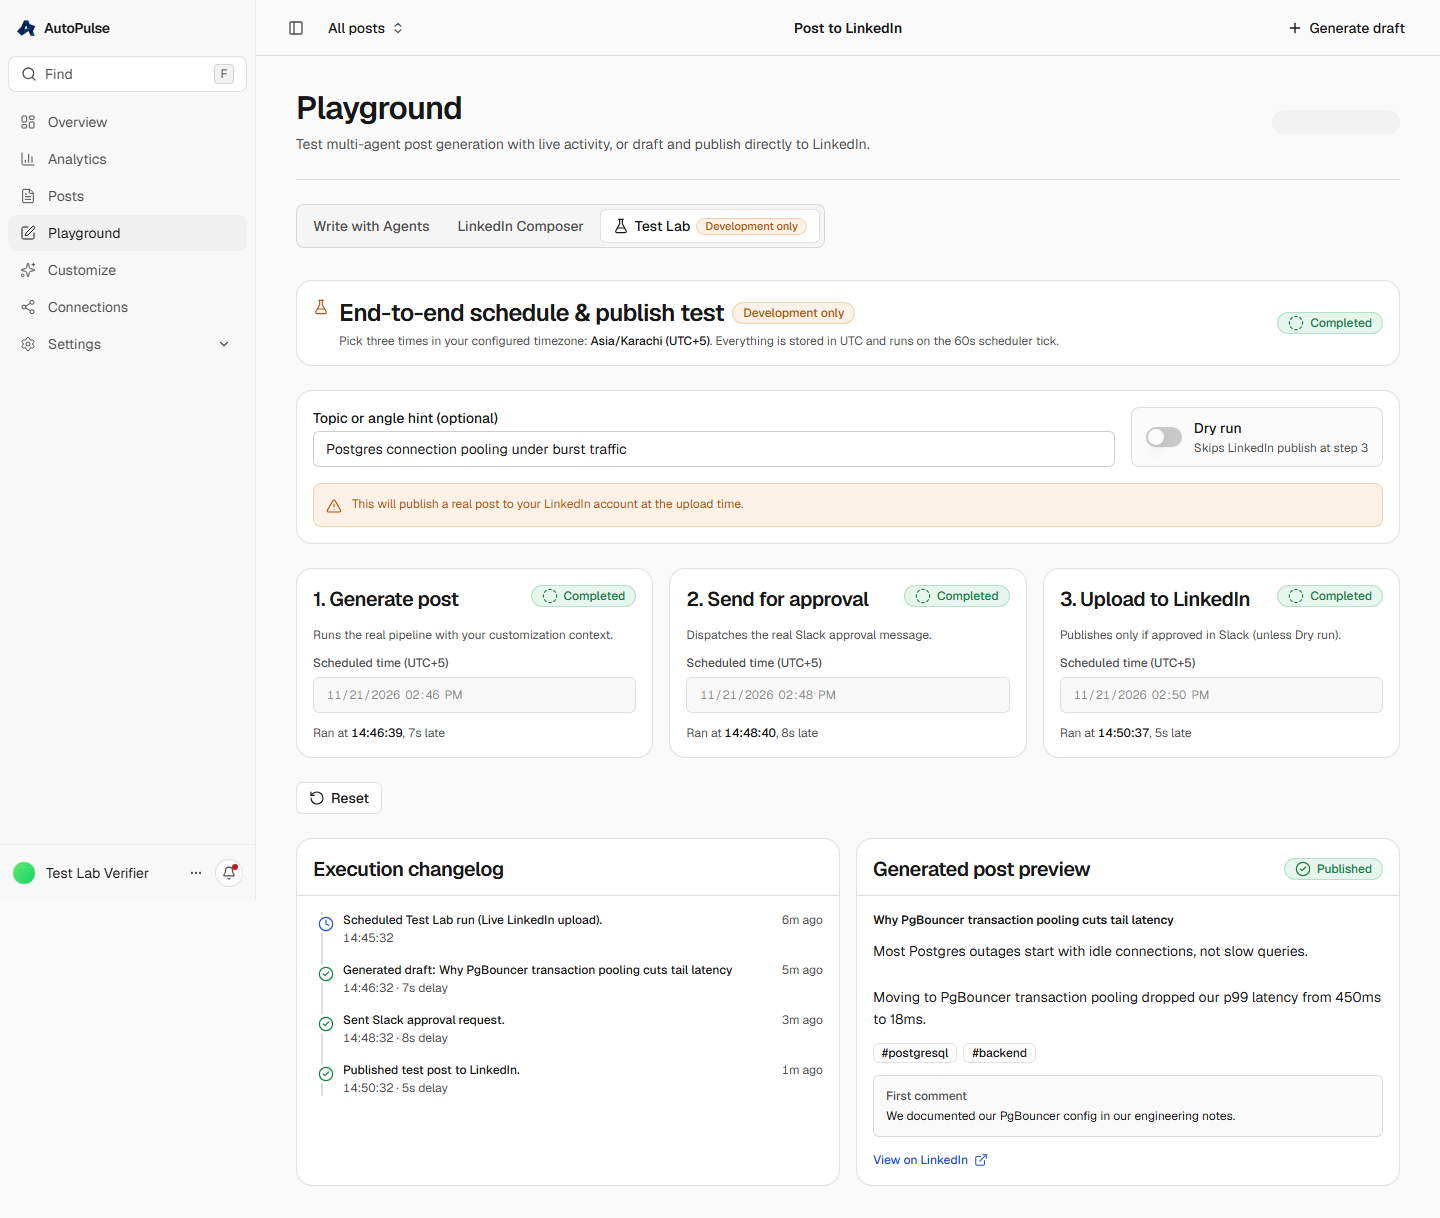 AutoPulse
Find
F
Overview
Analytics
Posts
Playground
Customize
Connections
Settings
Test Lab Verifier
All posts
Post to LinkedIn
Generate draft
Playground
Test multi-agent post generation with live activity, or draft and publish directly to LinkedIn.
Write with Agents
LinkedIn Composer
Test Lab
Development only
End-to-end schedule & publish test
Development only
Pick three times in your configured timezone: Asia/Karachi (UTC+5). Everything is stored in UTC and runs on the 60s scheduler tick.
Completed
Topic or angle hint (optional)
Postgres connection pooling under burst traffic
Dry run
Skips LinkedIn publish at step 3
This will publish a real post to your LinkedIn account at the upload time.
1. Generate post
Completed
Runs the real pipeline with your customization context.
Scheduled time (UTC+5)
11/21/2026 02:46 PM
Ran at 14:46:39, 7s late
2. Send for approval
Completed
Dispatches the real Slack approval message.
Scheduled time (UTC+5)
11/21/2026 02:48 PM
Ran at 14:48:40, 8s late
3. Upload to LinkedIn
Completed
Publishes only if approved in Slack (unless Dry run).
Scheduled time (UTC+5)
11/21/2026 02:50 PM
Ran at 14:50:37, 5s late
Reset
Execution changelog
Scheduled Test Lab run (Live LinkedIn upload).
6m ago
14:45:32
Generated draft: Why PgBouncer transaction pooling cuts tail latency
5m ago
14:46:32 · 7s delay
Sent Slack approval request.
3m ago
14:48:32 · 8s delay
Published test post to LinkedIn.
1m ago
14:50:32 · 5s delay
Generated post preview
Published
Why PgBouncer transaction pooling cuts tail latency
Most Postgres outages start with idle connections, not slow queries.
Moving to PgBouncer transaction pooling dropped our p99 latency from 450ms
to 18ms.
#postgresql
#backend
First comment
We documented our PgBouncer config in our engineering notes.
View on LinkedIn